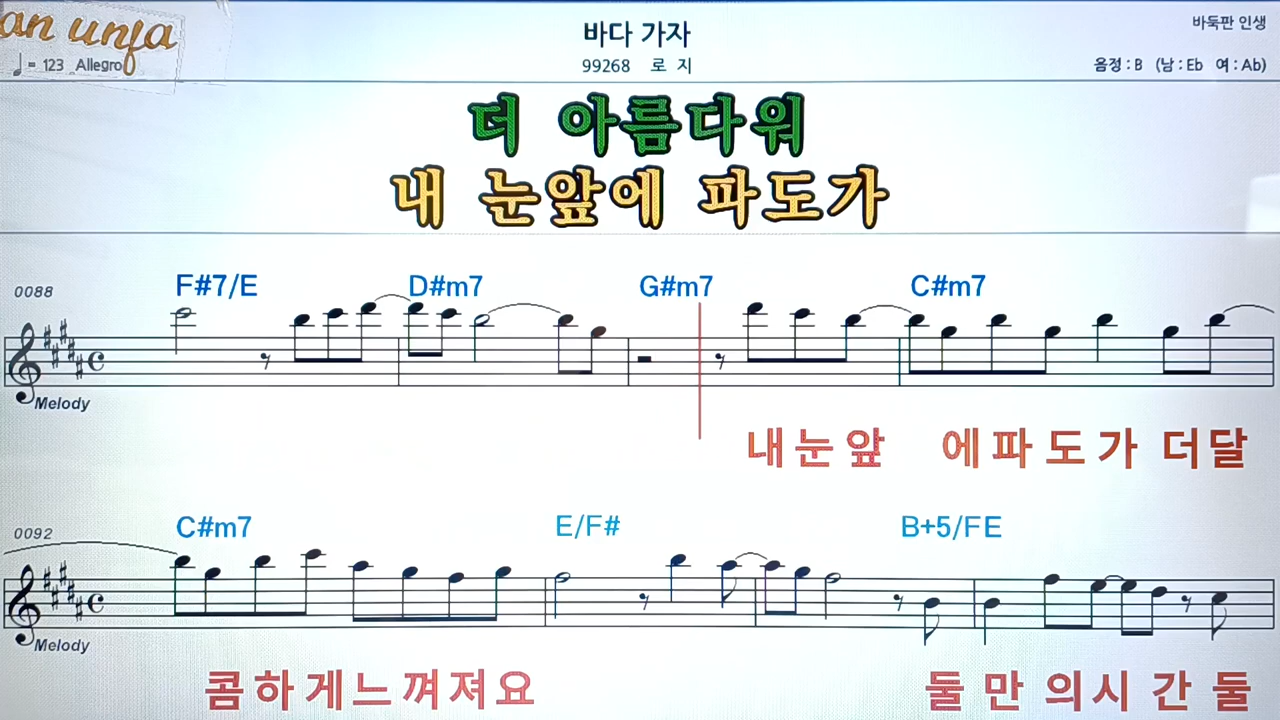 an unfa
바다 가자
바둑판 인생
♩= 123 Allegro
99268 로 지
음정 : B (남 : Eb 여 : Ab)
더 아름다워
내 눈앞에 파도가
0088
F#7/E D#m7 G#m7 C#m7
Melody
내눈앞 에파도가 더달
0092
C#m7 E/F# B+5/FE
Melody
콤하게느껴져요 둘만의시간둘